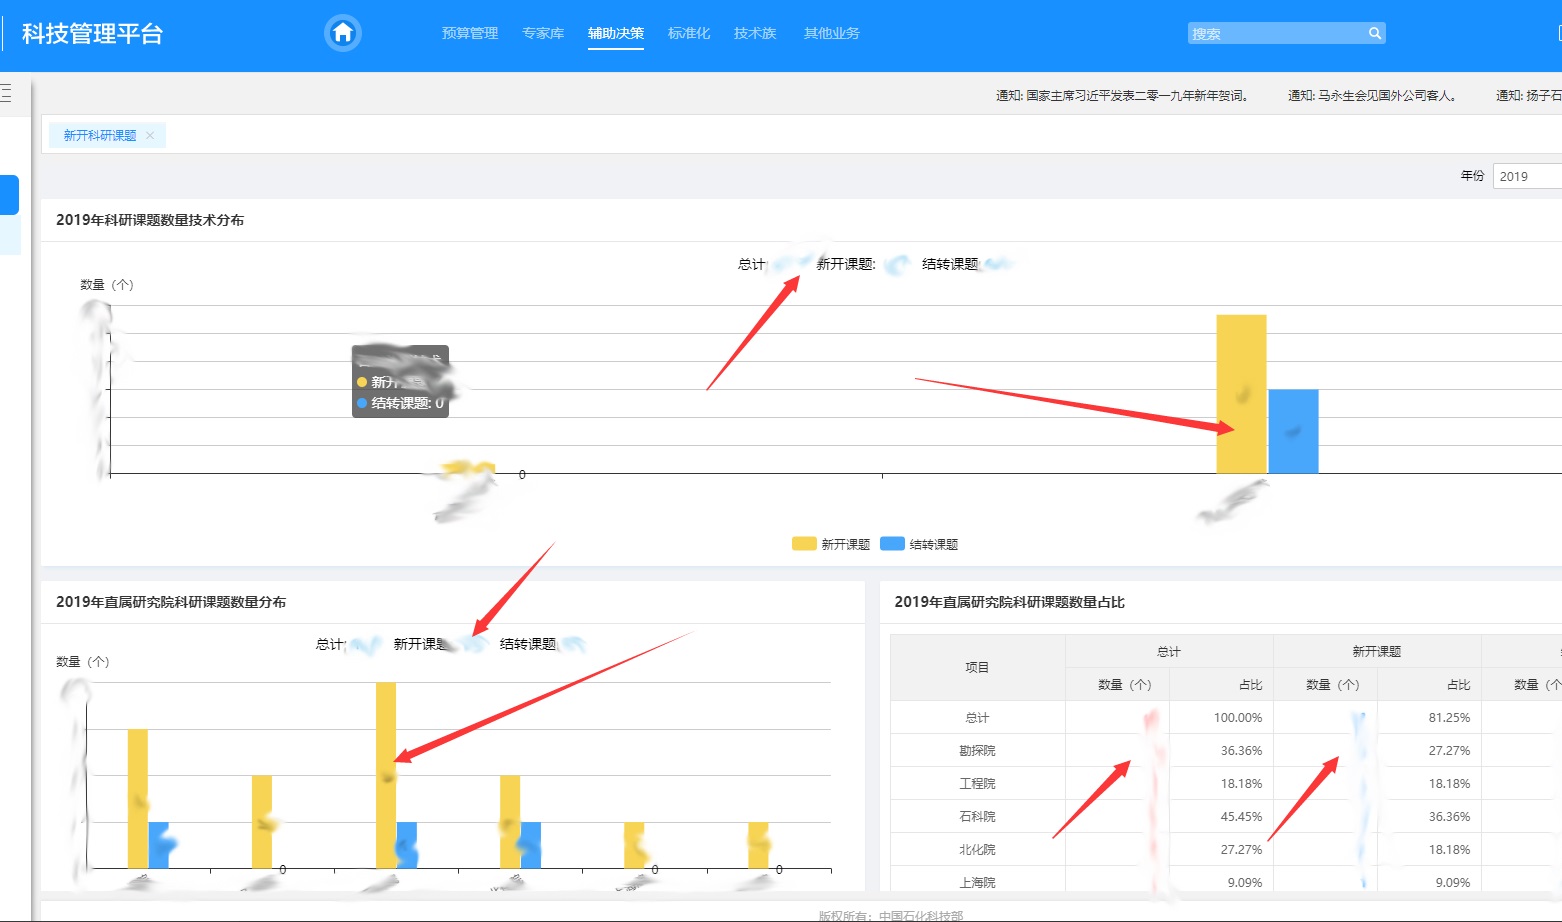 科技管理平台
预算管理 专家库 辅助决策 标准化 技术族 其他业务
搜索
通知: 国家主席习近平发表二零一九年新年贺词。 通知: 马永生会见国外公司客人。 通知: 扬子石
新开科研课题 ×
年份 2019
2019年科研课题数量技术分布
总计 新开课题: 结转课题
数量（个）
新开
结转课题: 0
0
新开课题 结转课题
2019年直属研究院科研课题数量分布
总计: 新开课题 结转课题
数量（个）
0 0 0
2019年直属研究院科研课题数量占比
项目 总计 新开课题
数量（个） 占比 数量（个） 占比 数量（个
总计 100.00% 81.25%
勘探院 36.36% 27.27%
工程院 18.18% 18.18%
石科院 45.45% 36.36%
北化院 27.27% 18.18%
上海院 9.09% 9.09%
版权所有：中国石化科技部